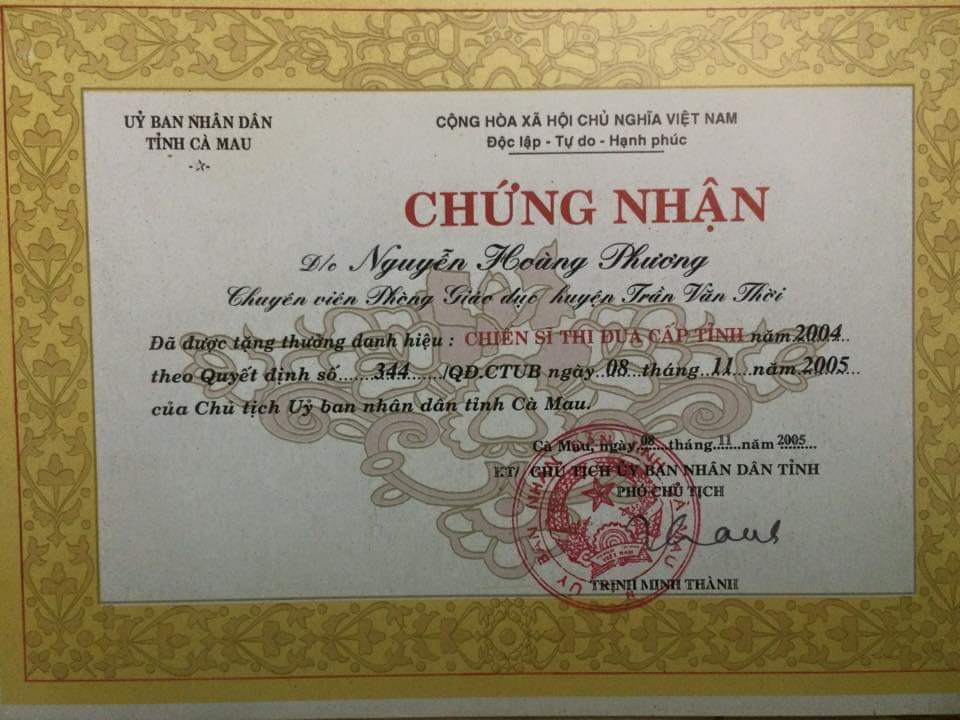 UỶ BAN NHÂN DÂN
TỈNH CÀ MAU
CỘNG HÒA XÃ HỘI CHỦ NGHĨA VIỆT NAM
Độc lập - Tự do - Hạnh phúc
CHỨNG NHẬN
Đ/c Nguyễn Hoàng Phương
Chuyên viên Phòng Giáo dục huyện Trần Văn Thời
Đã được tặng thưởng danh hiệu : CHIẾN SĨ THI ĐUA CẤP TỈNH năm 2004
theo Quyết định số 344 /QĐ.CTUB ngày 08 tháng 11 năm 2005
của Chủ tịch Uỷ ban nhân dân tỉnh Cà Mau.
Cà Mau, ngày 08 tháng 11 năm 2005
KT/ CHỦ TỊCH ỦY BAN NHÂN DÂN TỈNH
PHÓ CHỦ TỊCH
VIỆT NAM
TRỊNH MINH THÀNH